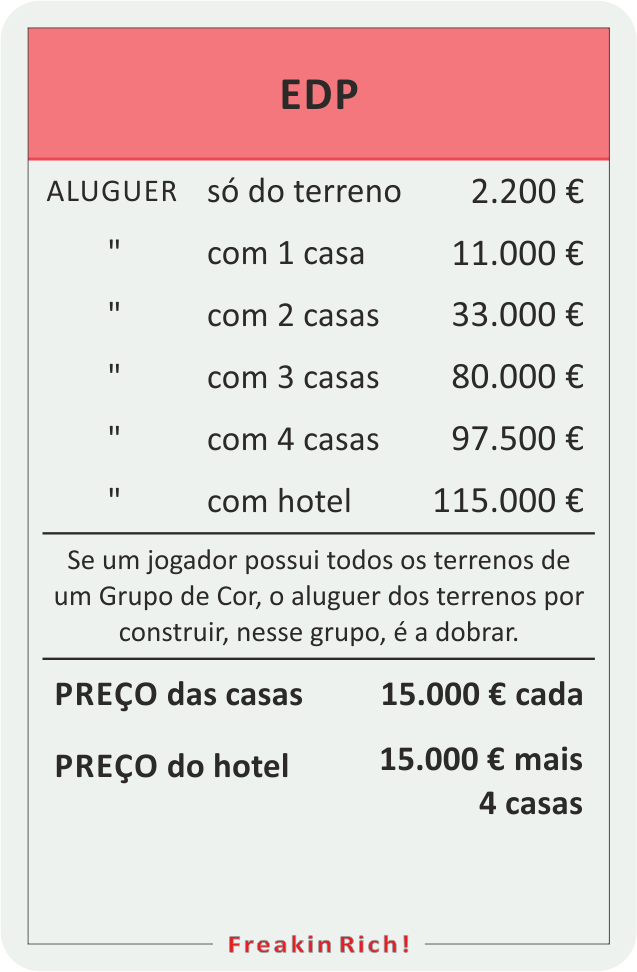 EDP
ALUGUER só do terreno 2.200 €
" com 1 casa 11.000 €
" com 2 casas 33.000 €
" com 3 casas 80.000 €
" com 4 casas 97.500 €
" com hotel 115.000 €
Se um jogador possui todos os terrenos de
um Grupo de Cor, o aluguer dos terrenos por
construir, nesse grupo, é a dobrar.
PREÇO das casas 15.000 € cada
PREÇO do hotel 15.000 € mais
4 casas
Freakin Rich!